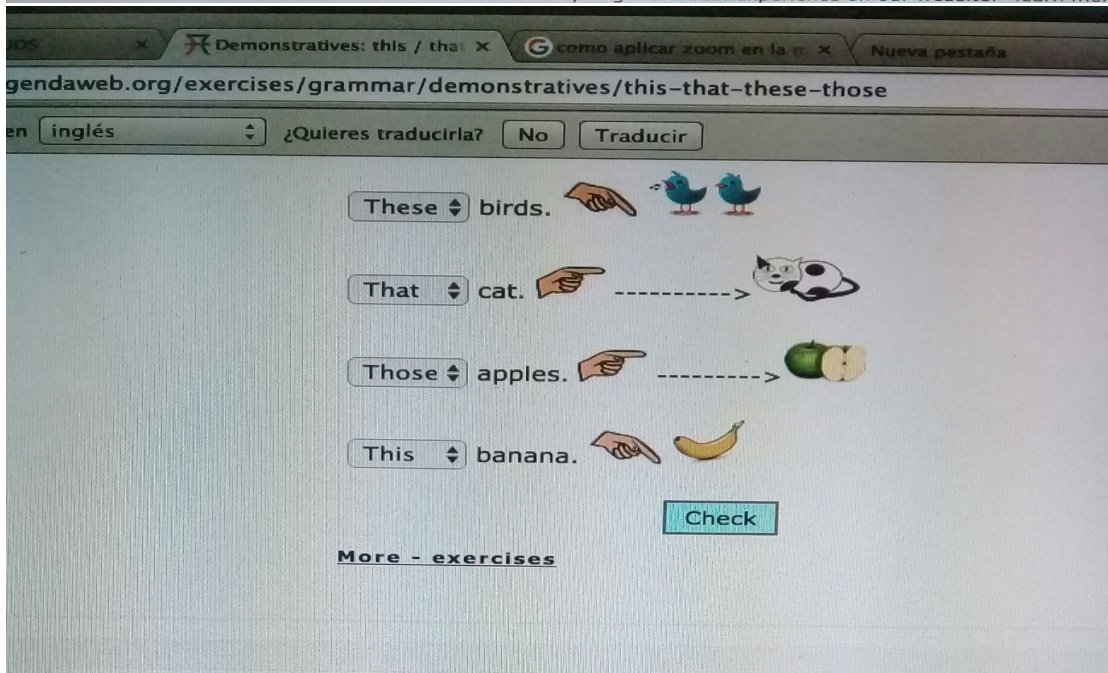 Demonstratives: this / that
como aplicar zoom en la n
Nueva pestaña
gendaweb.org/exercises/grammar/demonstratives/this-that-these-those
en inglés ¿Quieres traducirla? No Traducir
These birds.
That cat. ---------->
Those apples. ---------->
This banana.
Check
More - exercises